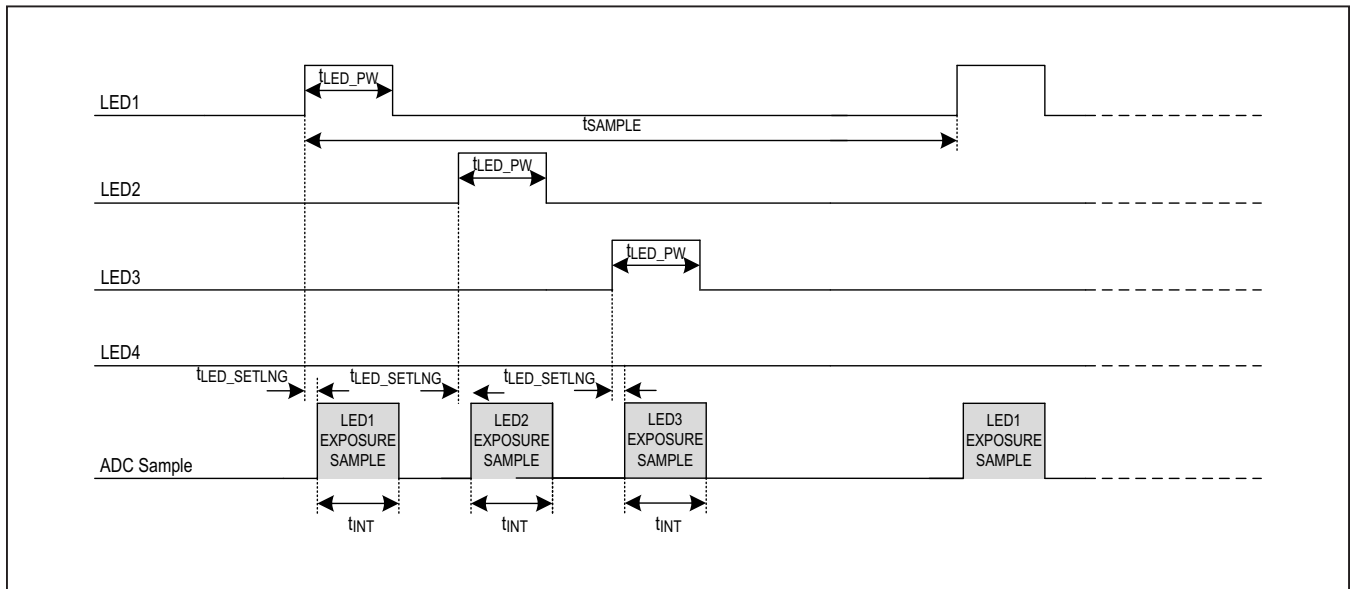 tLED_PW
LED1
tSAMPLE
tLED_PW
LED2
tLED_PW
LED3
LED4
tLED_SETLNG tLED_SETLNG tLED_SETLNG
LED1 LED2 LED3 LED1
EXPOSURE EXPOSURE EXPOSURE EXPOSURE
SAMPLE SAMPLE SAMPLE SAMPLE
ADC Sample
tINT tINT tINT